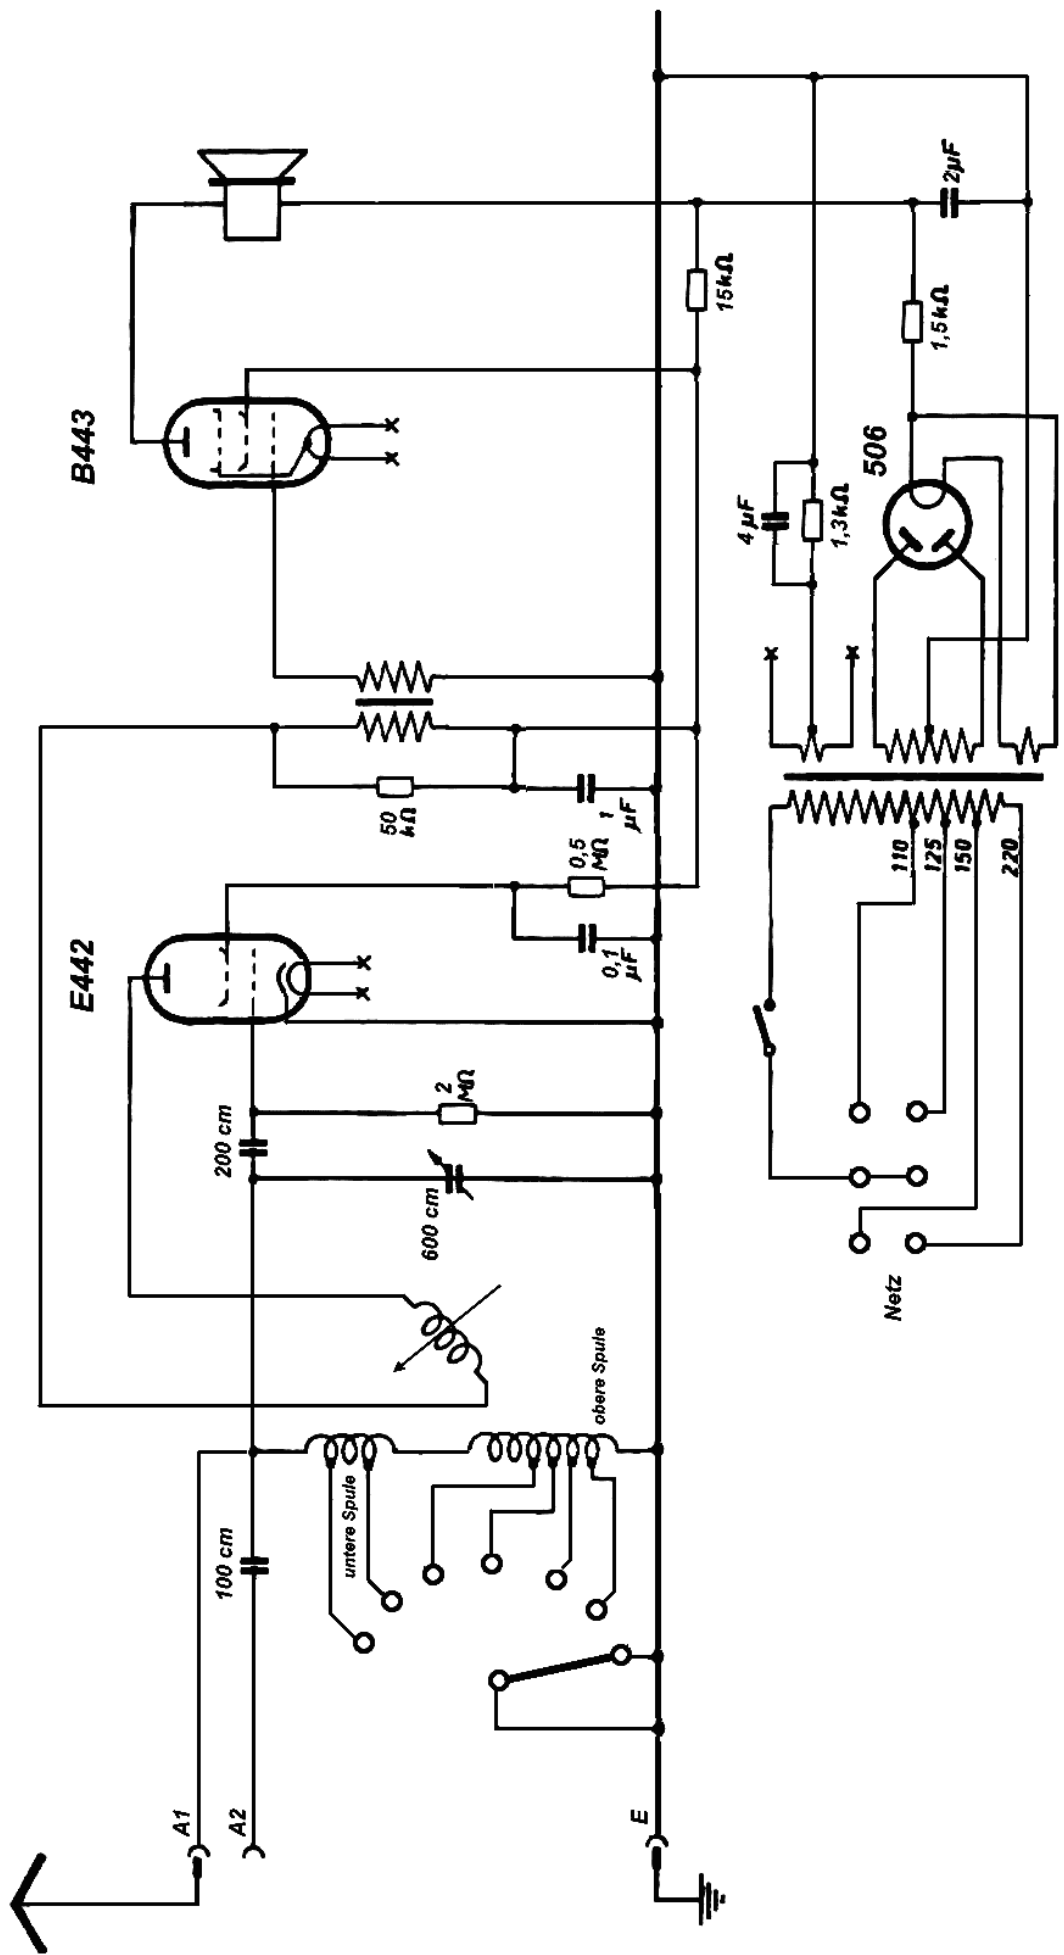 A1
A2
E
100 cm
untere Spule
obere Spule
600 cm
200 cm
2
MΩ
E442
0,1
µF
0,5
MΩ
50
kΩ
1
µF
B443
15kΩ
4µF
1,3kΩ
506
1,5kΩ
2µF
110
125
150
220
Netz